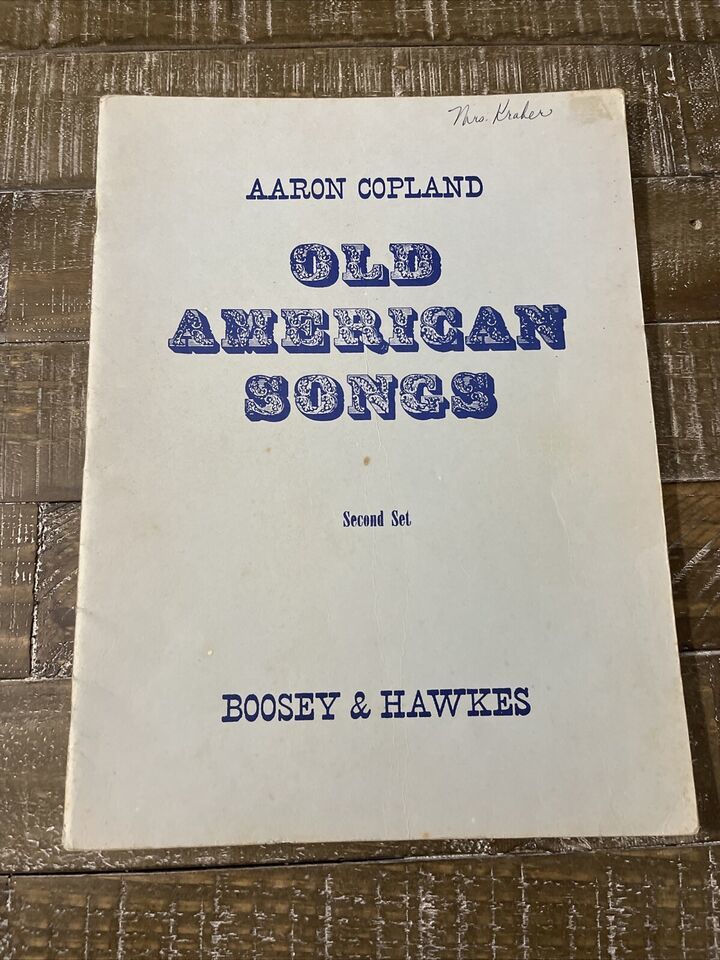 Mrs. Kraher
AARON COPLAND
OLD
AMERICAN
SONGS
Second Set
BOOSEY & HAWKES